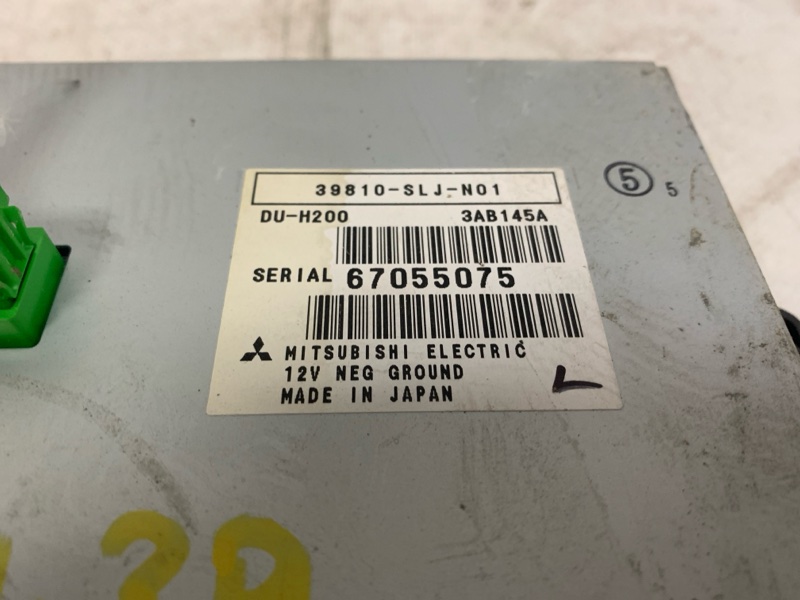 39810-SLJ-N01
DU-H200 3AB145A
SERIAL 67055075
MITSUBISHI ELECTRIC
12V NEG GROUND
MADE IN JAPAN
5 5